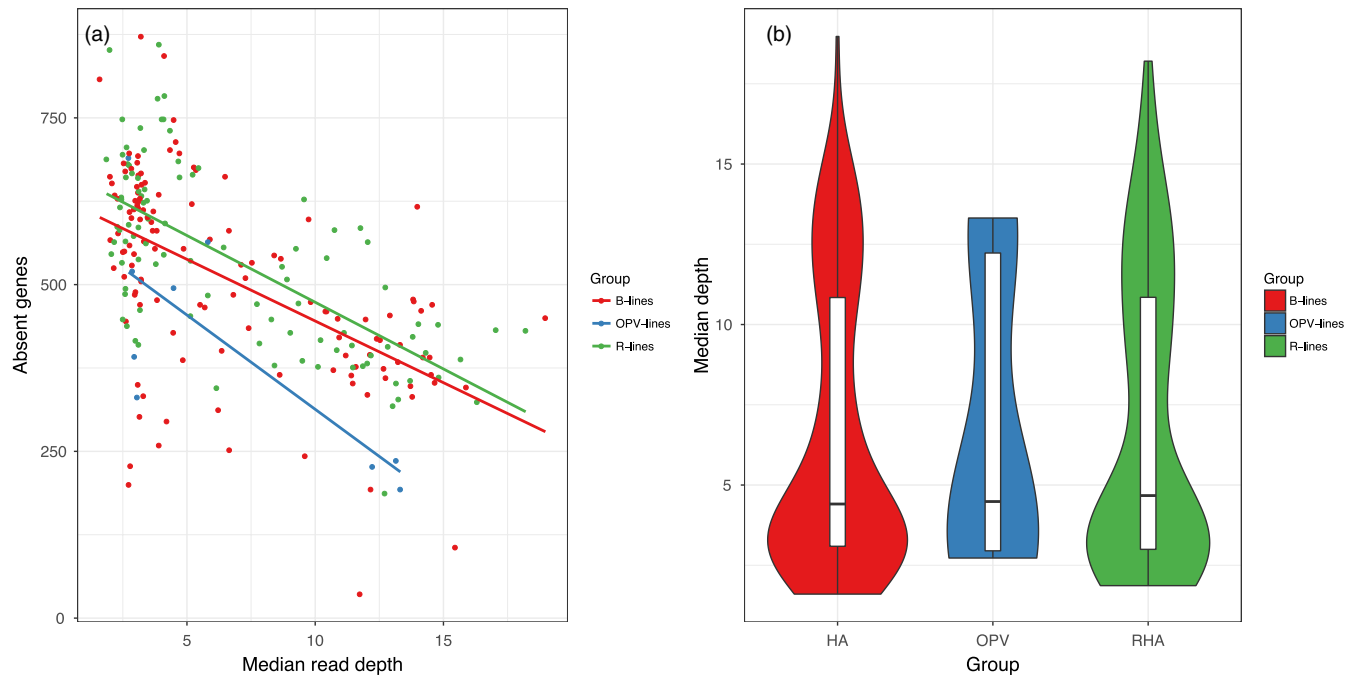 (a)
Absent genes
750
500
250
0
5
10
15
Median read depth
Group
B-lines
OPV-lines
R-lines
(b)
Median depth
15
10
5
HA
OPV
RHA
Group
Group
B-lines
OPV-lines
R-lines